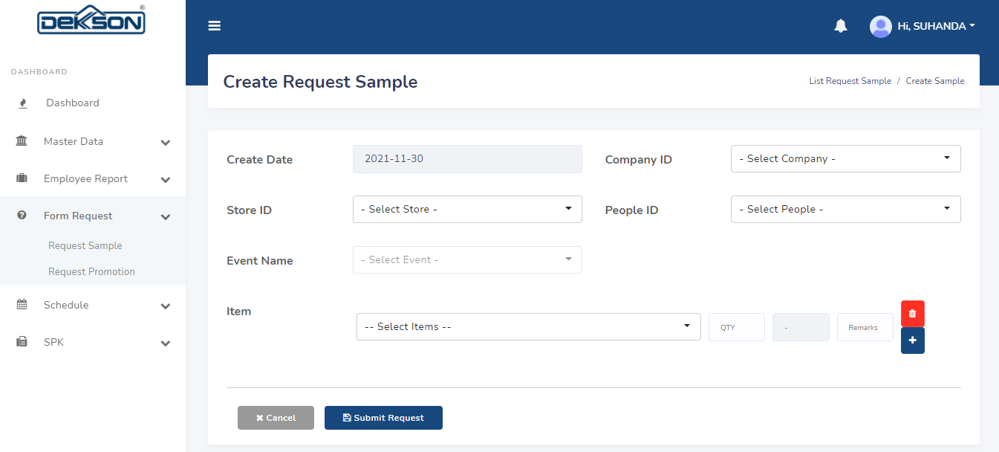 DEKSON®
Hi, SUHANDA
DASHBOARD
Dashboard
Master Data
Employee Report
Form Request
Request Sample
Request Promotion
Schedule
SPK
Create Request Sample
List Request Sample / Create Sample
Create Date 2021-11-30 Company ID - Select Company -
Store ID - Select Store - People ID - Select People -
Event Name - Select Event -
Item -- Select Items -- QTY - Remarks
Cancel Submit Request